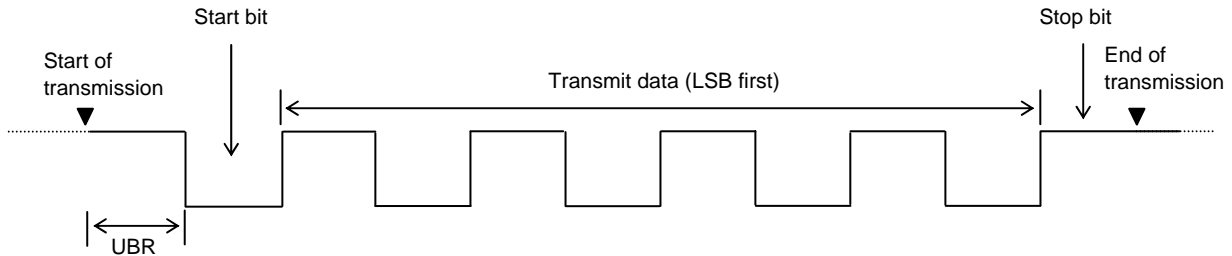 Start bit
Stop bit
Start of
transmission
End of
transmission
Transmit data (LSB first)
UBR